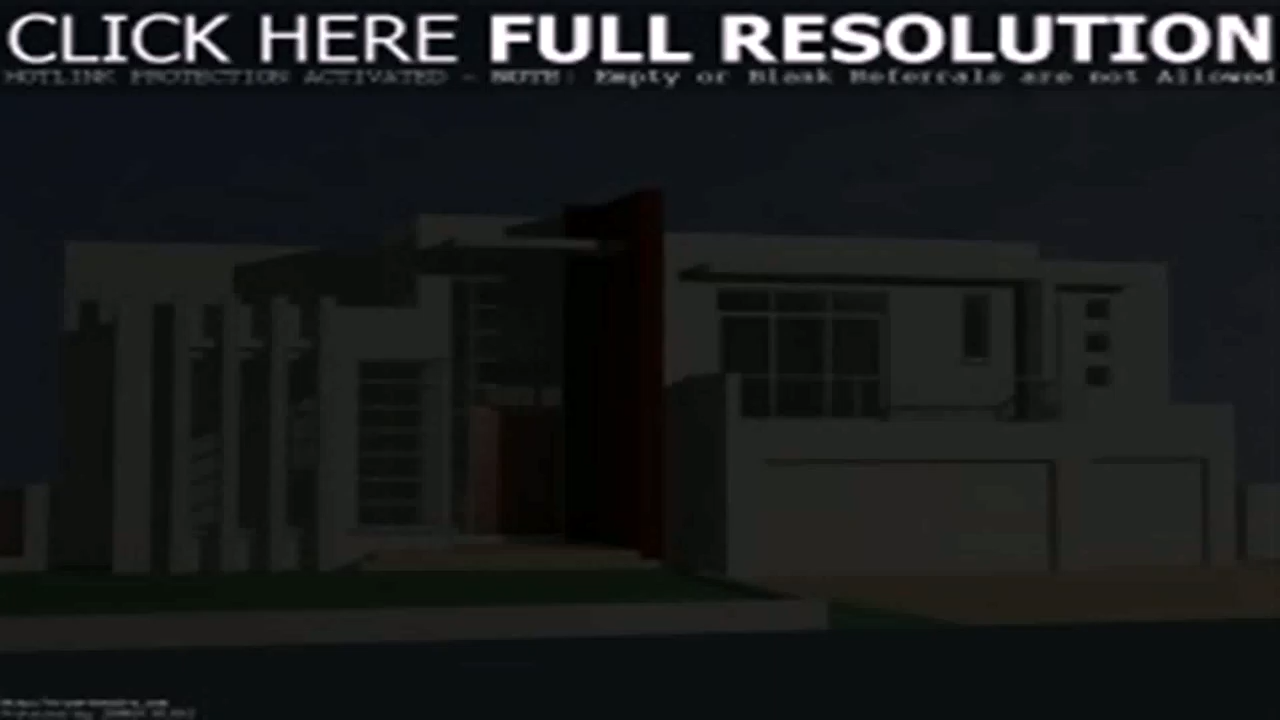 CLICK HERE FULL RESOLUTION
HOTLINK PROTECTION ACTIVATED - NOTE: Empty or Blank Referrals are not Allowed